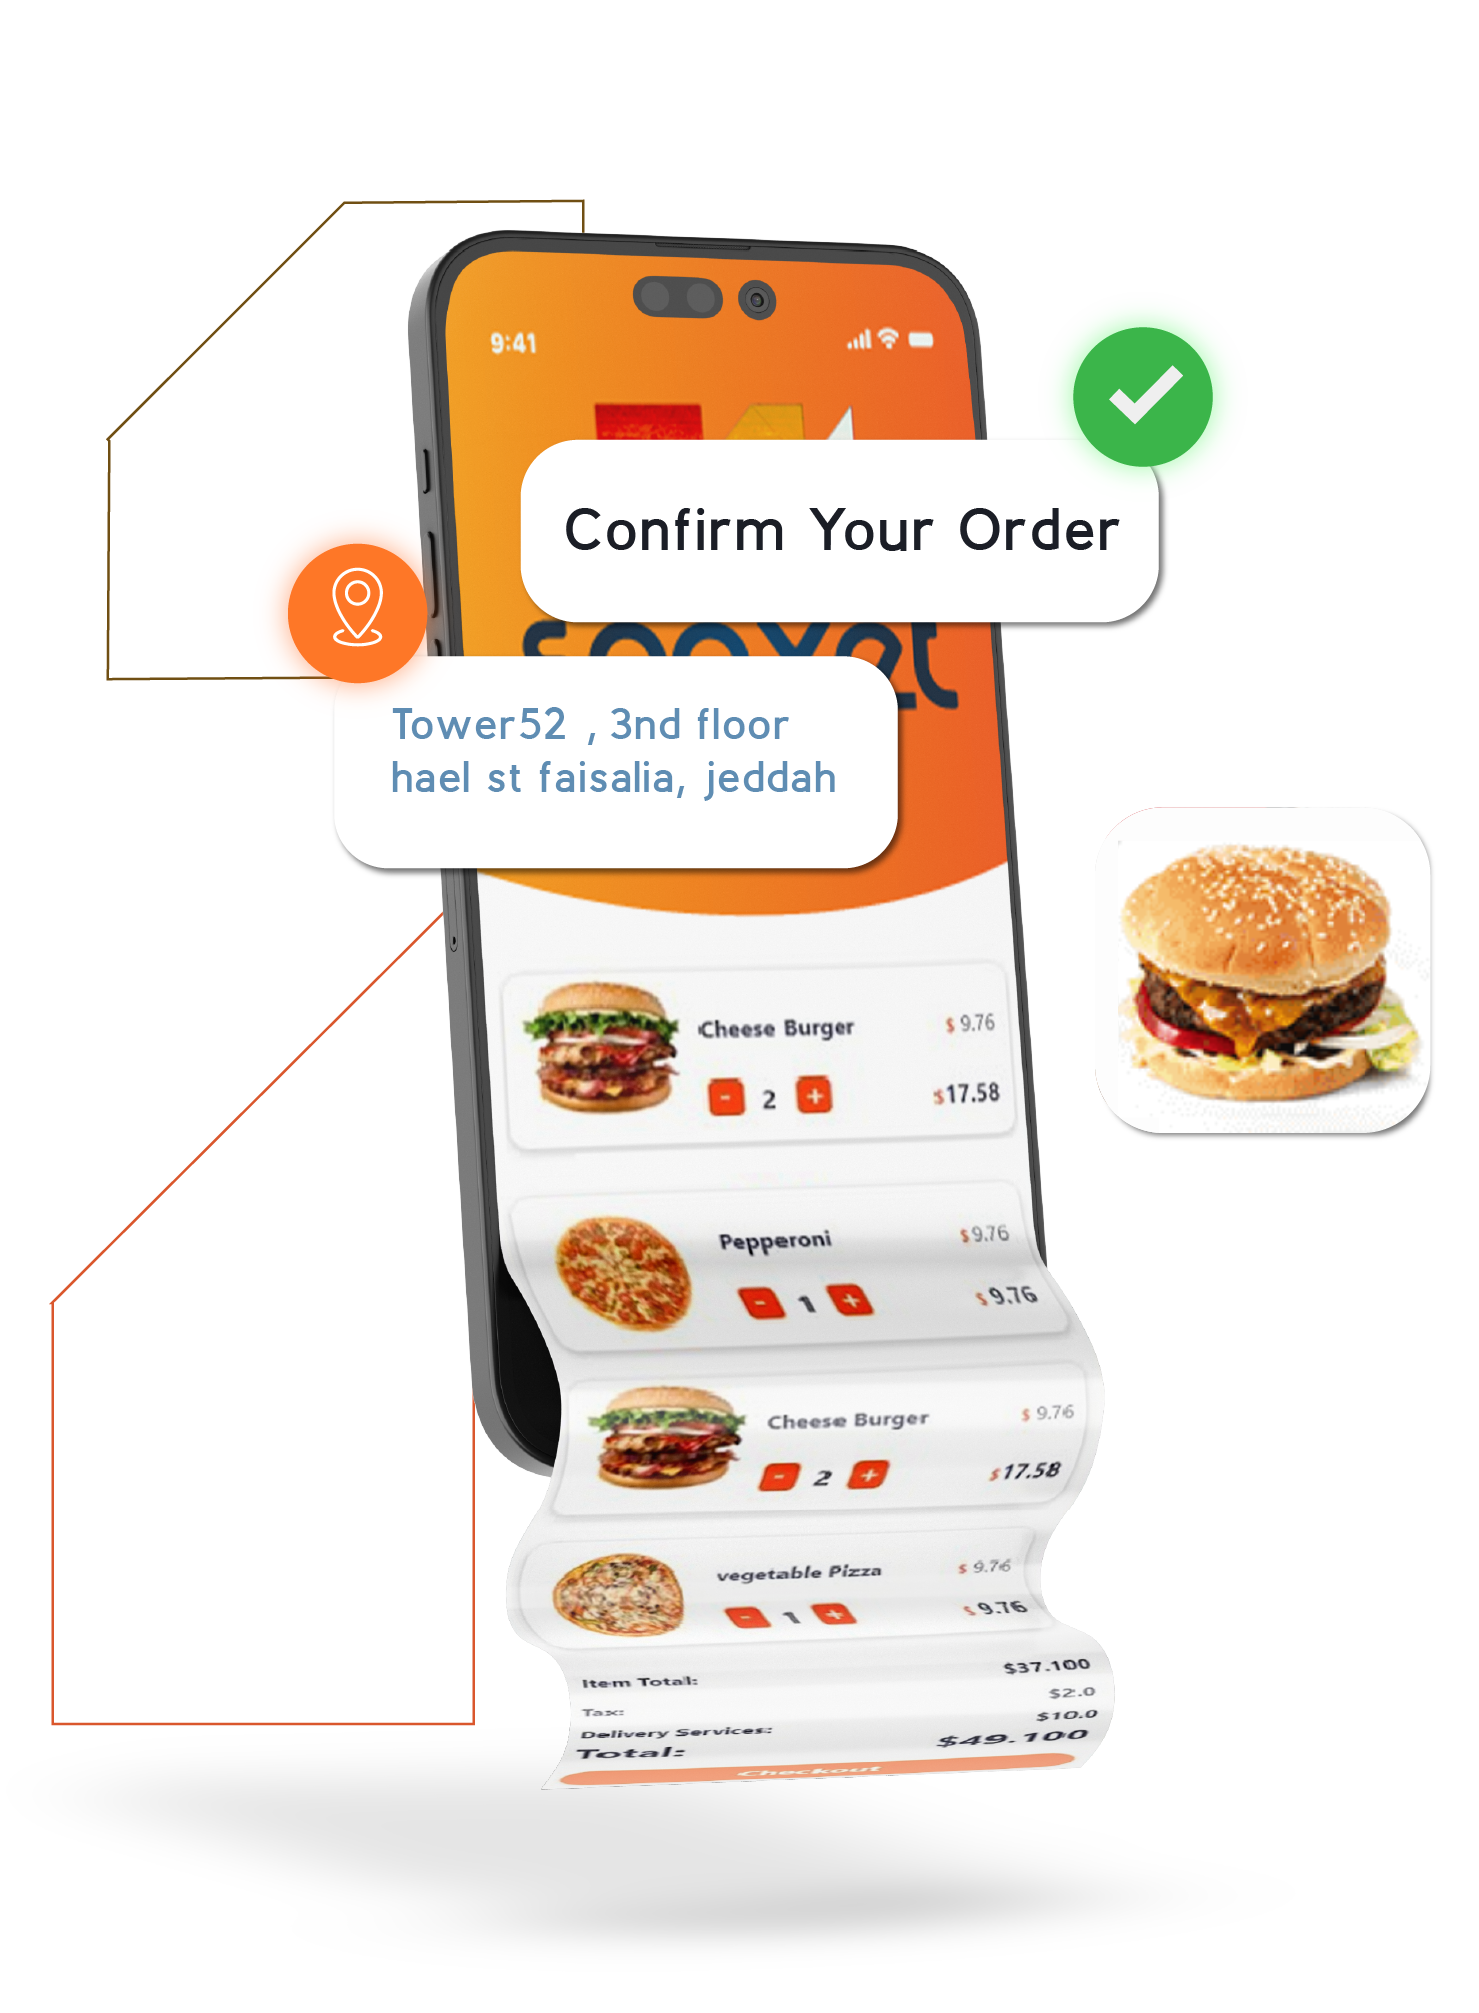 9:41
Confirm Your Order
Tower52 , 3nd floor
hael st faisalia, jeddah
Cheese Burger $ 9.76
- 2 + $17.58
Pepperoni $9.76
- 1 + $9.76
Cheese Burger $ 9.76
- 2 + $17.58
vegetable Pizza $ 9.76
- 1 + $9.76
Item Total: $37.100
Tax: $2.0
Delivery Services: $10.0
Total: $49.100
Checkout